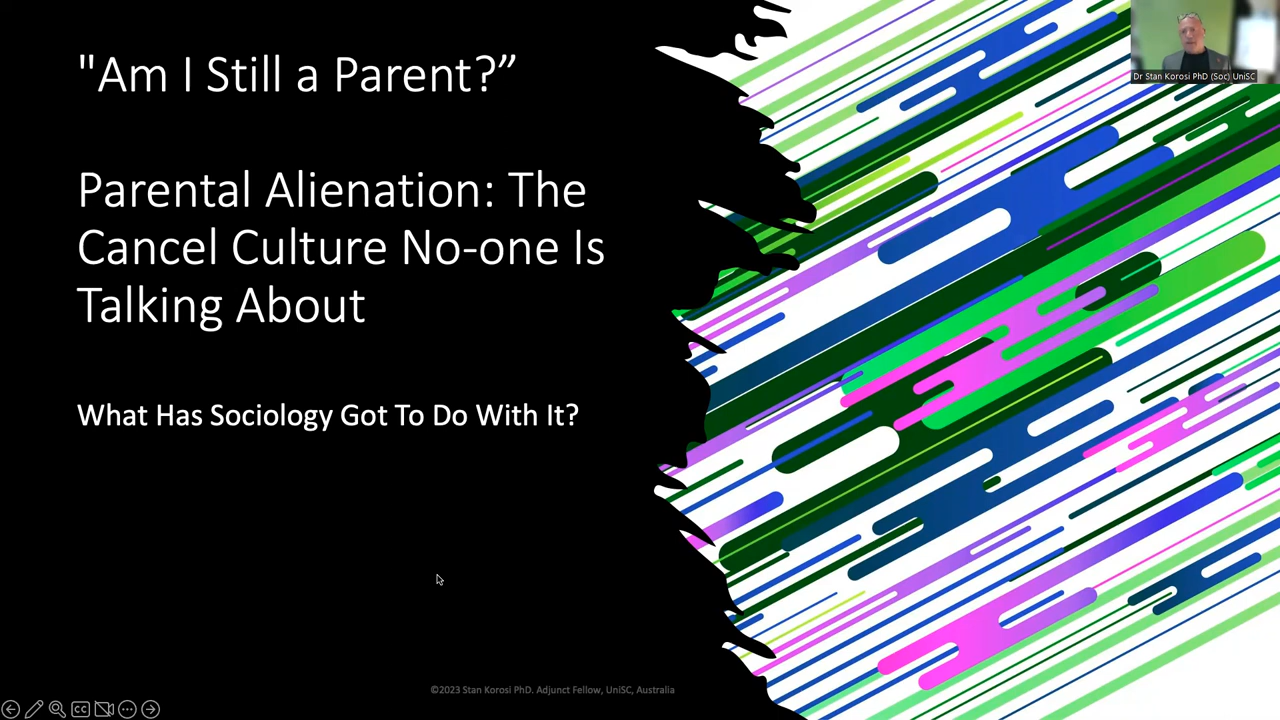 "Am I Still a Parent?”
Parental Alienation: The
Cancel Culture No-one Is
Talking About
What Has Sociology Got To Do With It?
Dr Stan Korosi PhD (Soc) UniSC
©2023 Stan Korosi PhD. Adjunct Fellow, UniSC, Australia
CC